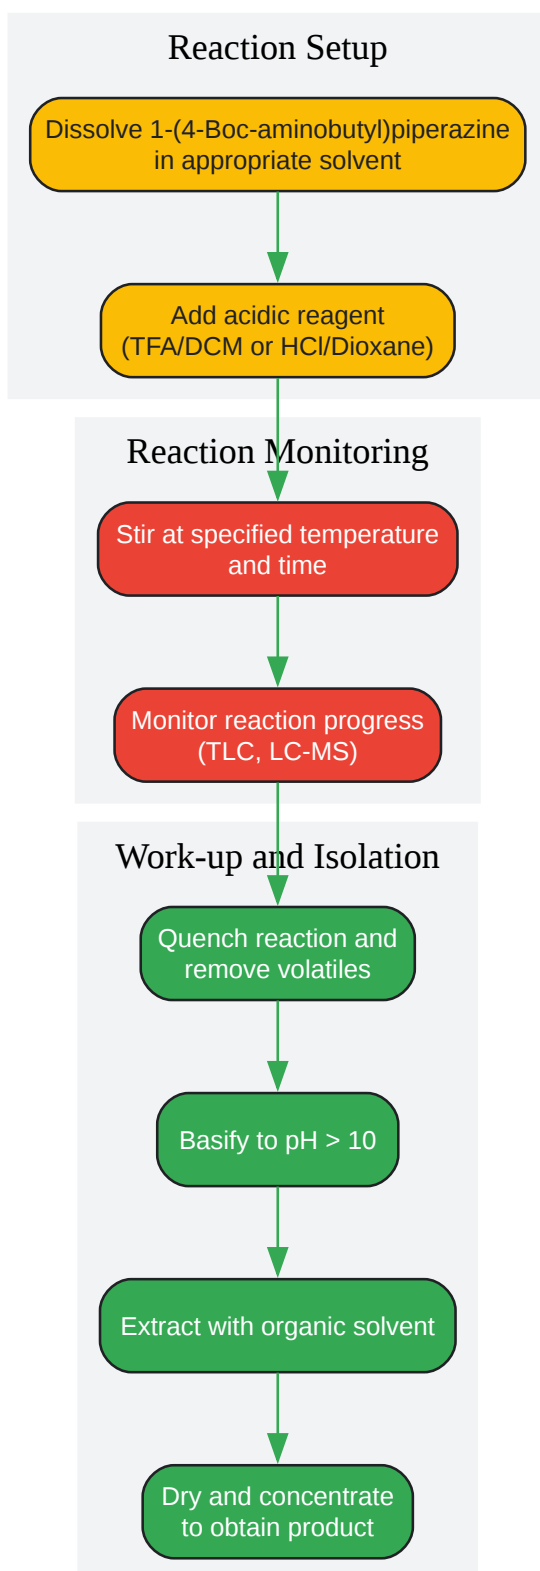 Reaction Setup
Dissolve 1-(4-Boc-aminobutyl)piperazine
in appropriate solvent
Add acidic reagent
(TFA/DCM or HCl/Dioxane)
Reaction Monitoring
Stir at specified temperature
and time
Monitor reaction progress
(TLC, LC-MS)
Work-up and Isolation
Quench reaction and
remove volatiles
Basify to pH > 10
Extract with organic solvent
Dry and concentrate
to obtain product